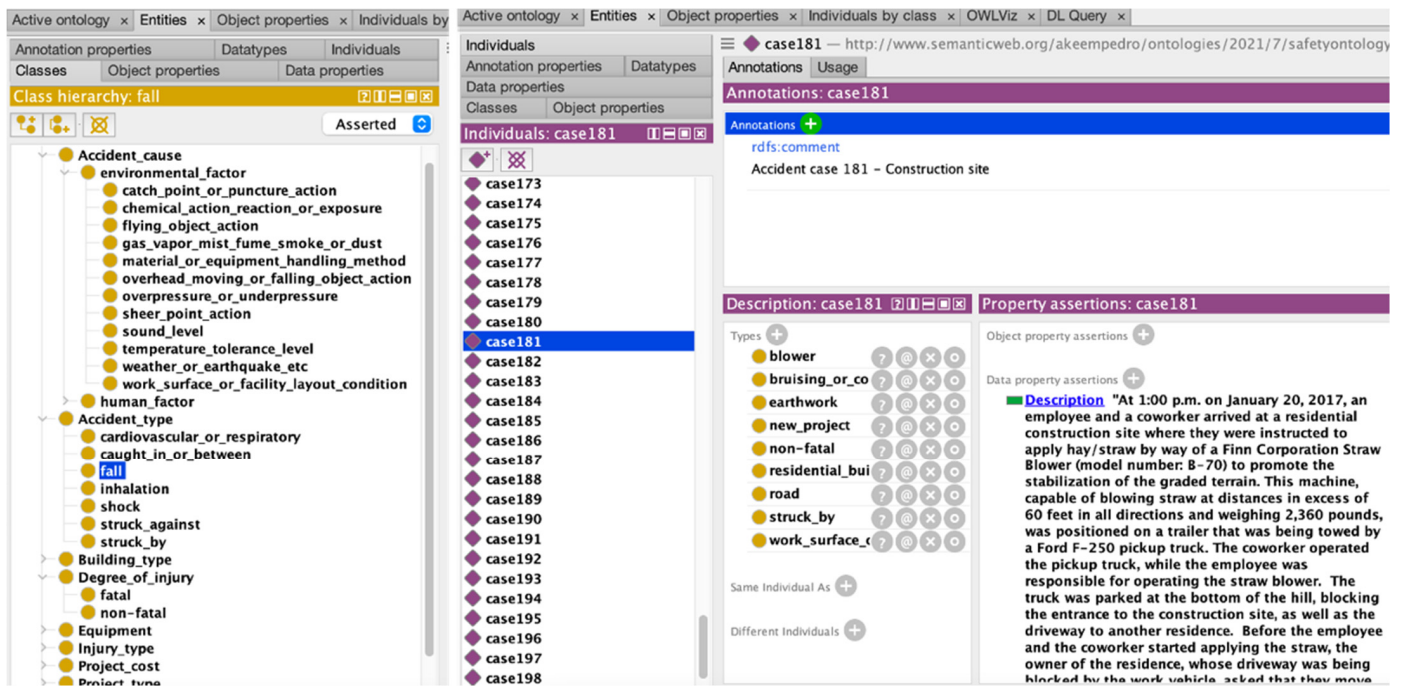 Active ontology × Entities × Object properties × Individuals by
Annotation properties Datatypes Individuals
Classes Object properties Data properties
Class hierarchy: fall
Asserted
Accident_cause
environmental_factor
catch_point_or_puncture_action
chemical_action_reaction_or_exposure
flying_object_action
gas_vapor_mist_fume_smoke_or_dust
material_or_equipment_handling_method
overhead_moving_or_falling_object_action
overpressure_or_underpressure
sheer_point_action
sound_level
temperature_tolerance_level
weather_or_earthquake_etc
work_surface_or_facility_layout_condition
human_factor
Accident_type
cardiovascular_or_respiratory
caught_in_or_between
fall
inhalation
shock
struck_against
struck_by
Building_type
Degree_of_injury
fatal
non-fatal
Equipment
Injury_type
Project_cost
Project_type
Active ontology × Entities × Object properties × Individuals by class × OWLViz × DL Query ×
Individuals
Annotation properties Datatypes
Data properties
Classes Object properties
Individuals: case181
case173
case174
case175
case176
case177
case178
case179
case180
case181
case182
case183
case184
case185
case186
case187
case188
case189
case190
case191
case192
case193
case194
case195
case196
case197
case198
case181 — http://www.semanticweb.org/akeempedro/ontologies/2021/7/safetyontology
Annotations Usage
Annotations: case181
Annotations
rdfs:comment
Accident case 181 – Construction site
Description: case181
Types
blower
bruising_or_co
earthwork
new_project
non-fatal
residential_bui
road
struck_by
work_surface_c
Same Individual As
Different Individuals
Property assertions: case181
Object property assertions
Data property assertions
Description "At 1:00 p.m. on January 20, 2017, an
employee and a coworker arrived at a residential
construction site where they were instructed to
apply hay/straw by way of a Finn Corporation Straw
Blower (model number: B-70) to promote the
stabilization of the graded terrain. This machine,
capable of blowing straw at distances in excess of
60 feet in all directions and weighing 2,360 pounds,
was positioned on a trailer that was being towed by
a Ford F-250 pickup truck. The coworker operated
the pickup truck, while the employee was
responsible for operating the straw blower. The
truck was parked at the bottom of the hill, blocking
the entrance to the construction site, as well as the
driveway to another residence. Before the employee
and the coworker started applying the straw, the
owner of the residence, whose driveway was being
blocked by the work vehicle, asked that they move